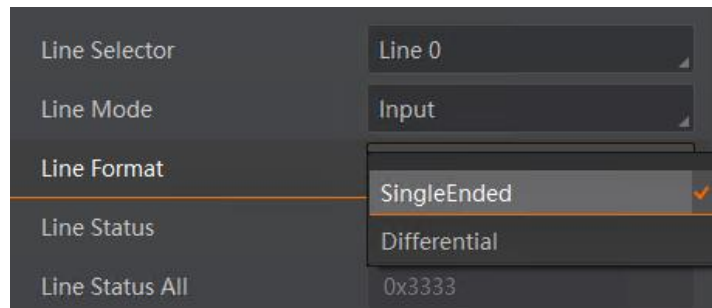 Line Selector Line 0
Line Mode Input
Line Format
SingleEnded
Line Status
Differential
Line Status All 0x3333